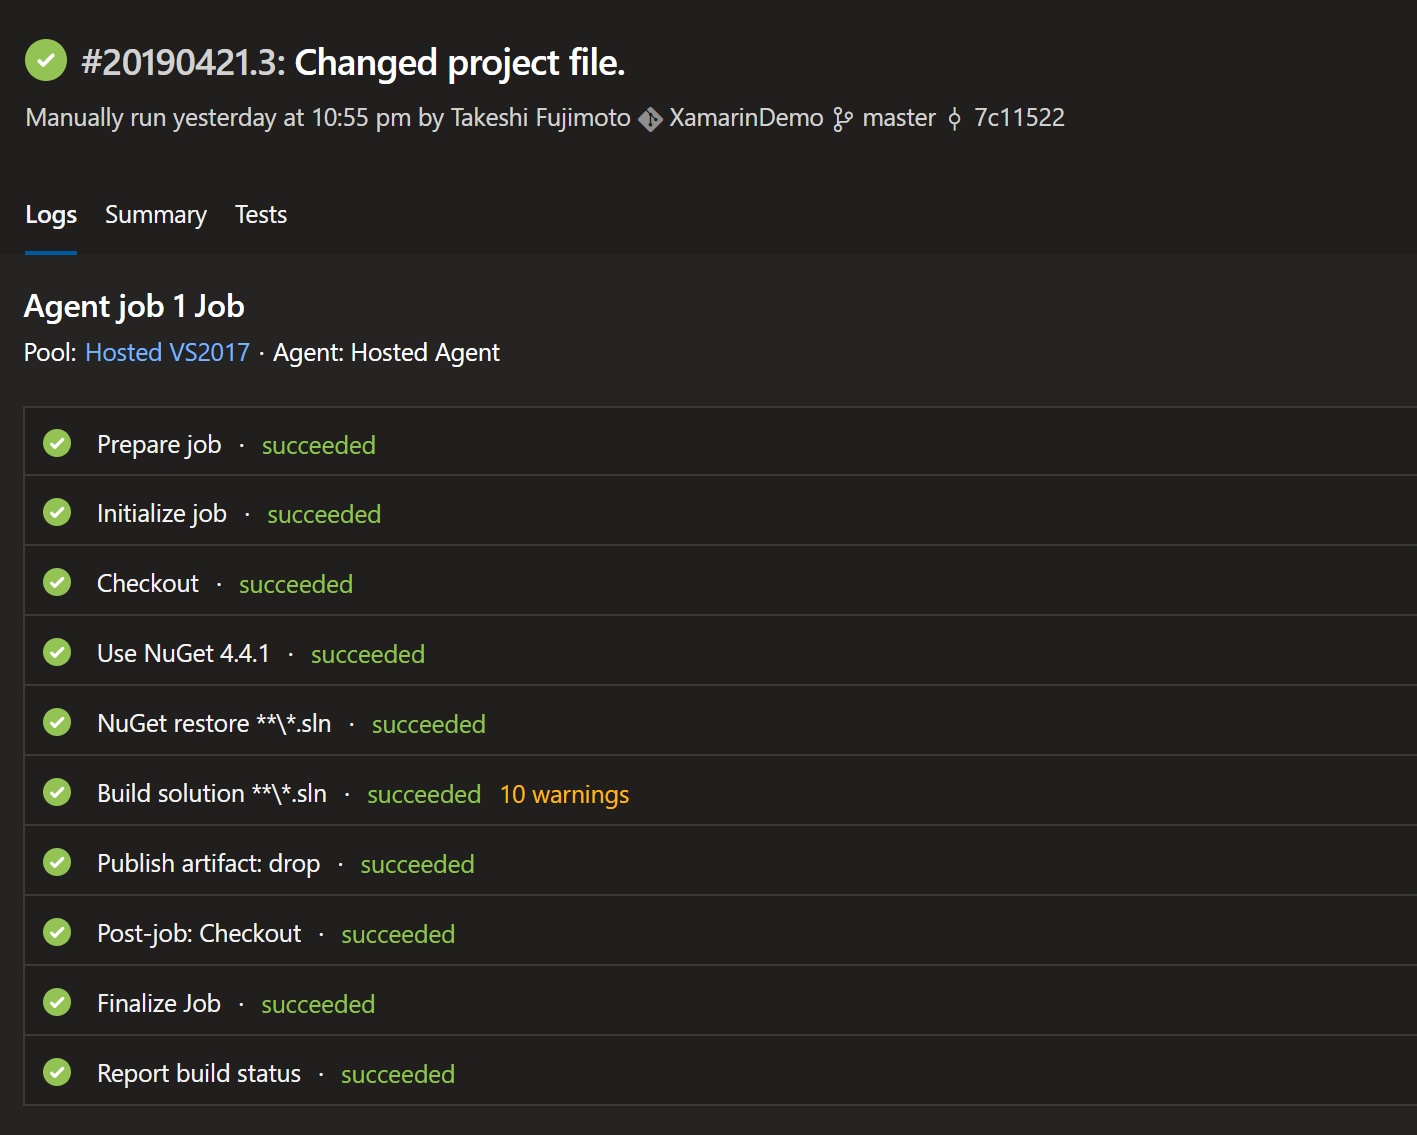 #20190421.3: Changed project file.
Manually run yesterday at 10:55 pm by Takeshi Fujimoto XamarinDemo master 7c11522
Logs Summary Tests
Agent job 1 Job
Pool: Hosted VS2017 · Agent: Hosted Agent
Prepare job · succeeded
Initialize job · succeeded
Checkout · succeeded
Use NuGet 4.4.1 · succeeded
NuGet restore **\*.sln · succeeded
Build solution **\*.sln · succeeded 10 warnings
Publish artifact: drop · succeeded
Post-job: Checkout · succeeded
Finalize Job · succeeded
Report build status · succeeded